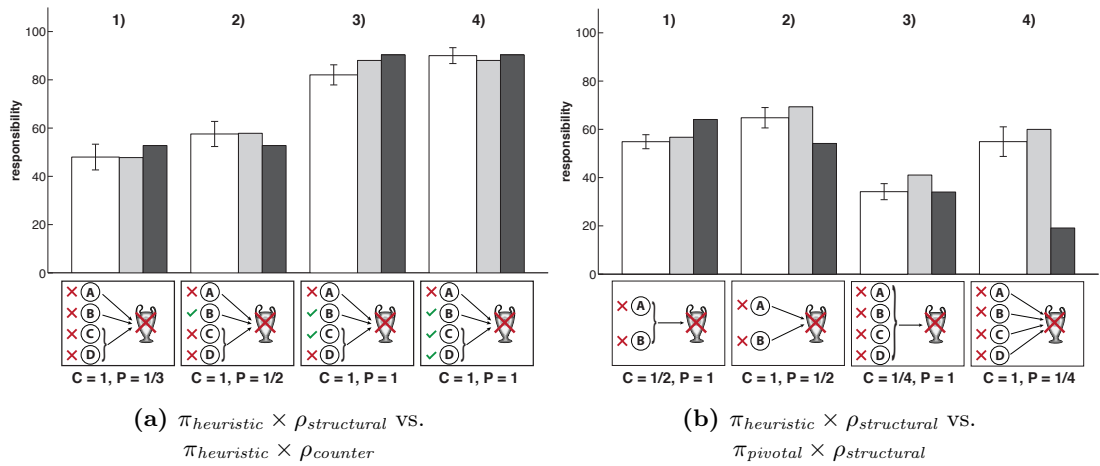 1) 2) 3) 4)
100
80
60
40
20
0
responsibility
A A A A
B B B B
C C C C
D D D D
C = 1, P = 1/3 C = 1, P = 1/2 C = 1, P = 1 C = 1, P = 1
(a) π_heuristic × ρ_structural vs.
π_heuristic × ρ_counter
1) 2) 3) 4)
100
80
60
40
20
0
responsibility
A A A A
B B B B
C C
D D
C = 1/2, P = 1 C = 1, P = 1/2 C = 1/4, P = 1 C = 1, P = 1/4
(b) π_heuristic × ρ_structural vs.
π_pivotal × ρ_structural